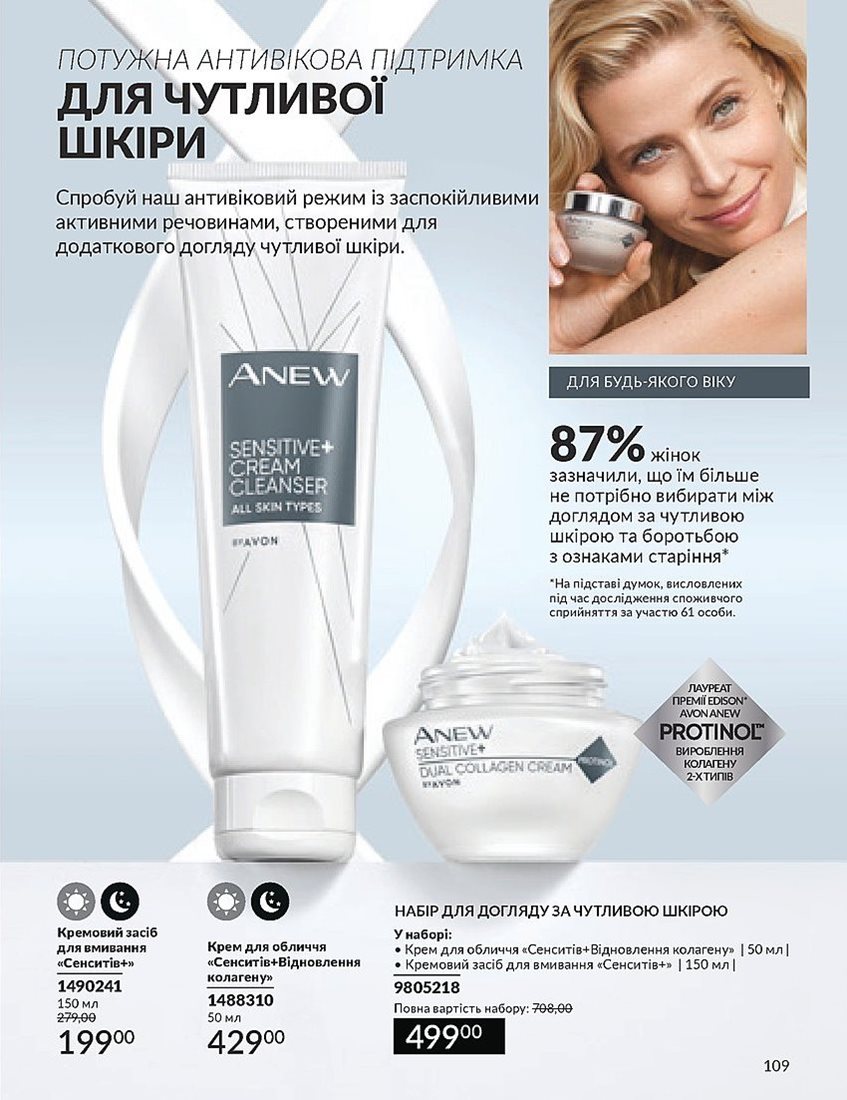 ПОТУЖНА АНТИВІКОВА ПІДТРИМКА
ДЛЯ ЧУТЛИВОЇ
ШКІРИ
Спробуй наш антивіковий режим із заспокійливими
активними речовинами, створеними для
додаткового догляду чутливої шкіри.
ANEW
SENSITIVE+
CREAM
CLEANSER
ALL SKIN TYPES
BY AVON
ANEW
ДЛЯ БУДЬ-ЯКОГО ВІКУ
87% жінок
зазначили, що їм більше
не потрібно вибирати між
доглядом за чутливою
шкірою та боротьбою
з ознаками старіння*
*На підставі думок, висловлених
під час дослідження споживчого
сприйняття за участю 61 особи.
ANEW
SENSITIVE+
DUAL COLLAGEN CREAM
PROTINOL
BY AVON
ЛАУРЕАТ
ПРЕМІЇ EDISON*
AVON ANEW
PROTINOL™
ВИРОБЛЕННЯ
КОЛАГЕНУ
2-Х ТИПІВ
Кремовий засіб
для вмивання
«Сенситів+»
1490241
150 мл
279,00
199⁰⁰
Крем для обличчя
«Сенситів+Відновлення
колагену»
1488310
50 мл
429⁰⁰
НАБІР ДЛЯ ДОГЛЯДУ ЗА ЧУТЛИВОЮ ШКІРОЮ
У наборі:
• Крем для обличчя «Сенситів+Відновлення колагену» | 50 мл |
• Кремовий засіб для вмивання «Сенситів+» | 150 мл |
9805218
Повна вартість набору: 708,00
499⁰⁰
109